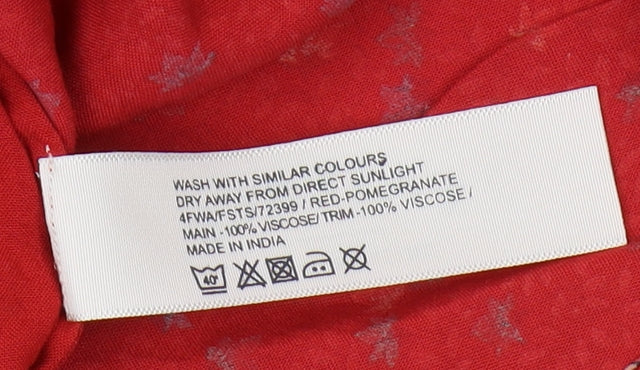 WASH WITH SIMILAR COLOURS
DRY AWAY FROM DIRECT SUNLIGHT
4FWA/FSTS/72399 / RED-POMEGRANATE
MAIN -100% VISCOSE/ TRIM -100% VISCOSE /
MADE IN INDIA
40°